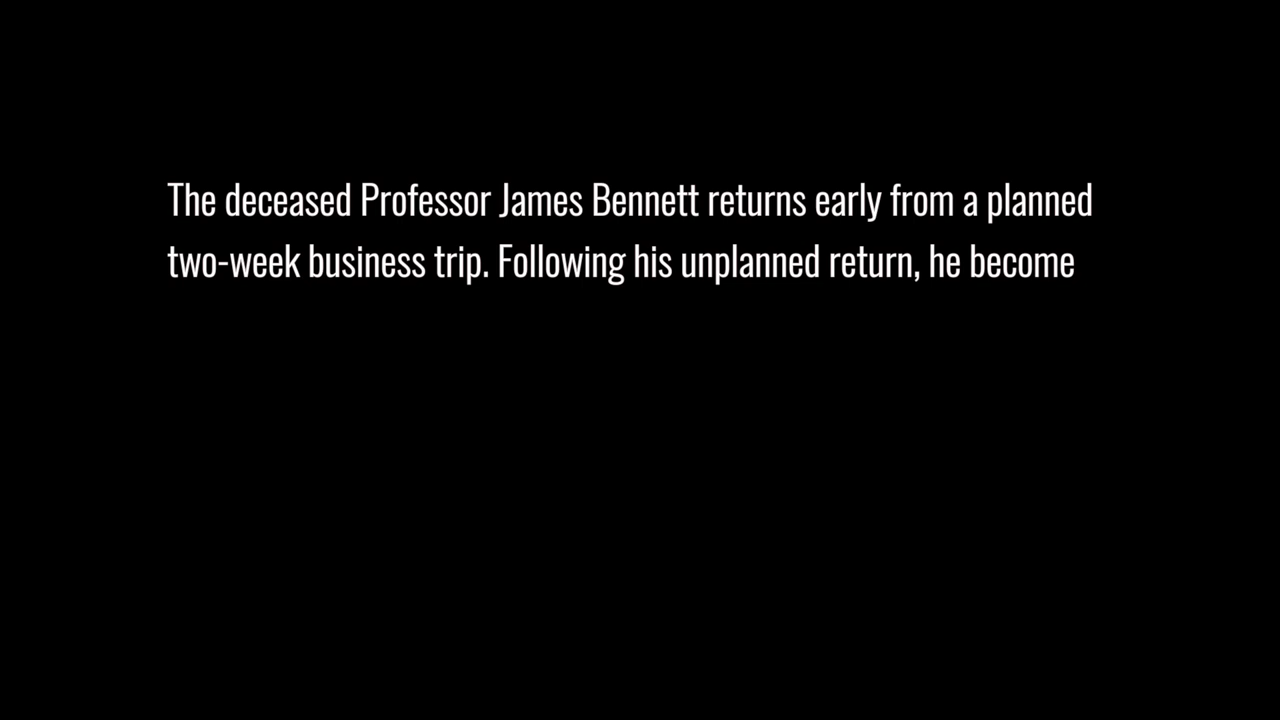 The deceased Professor James Bennett returns early from a planned
two-week business trip. Following his unplanned return, he become